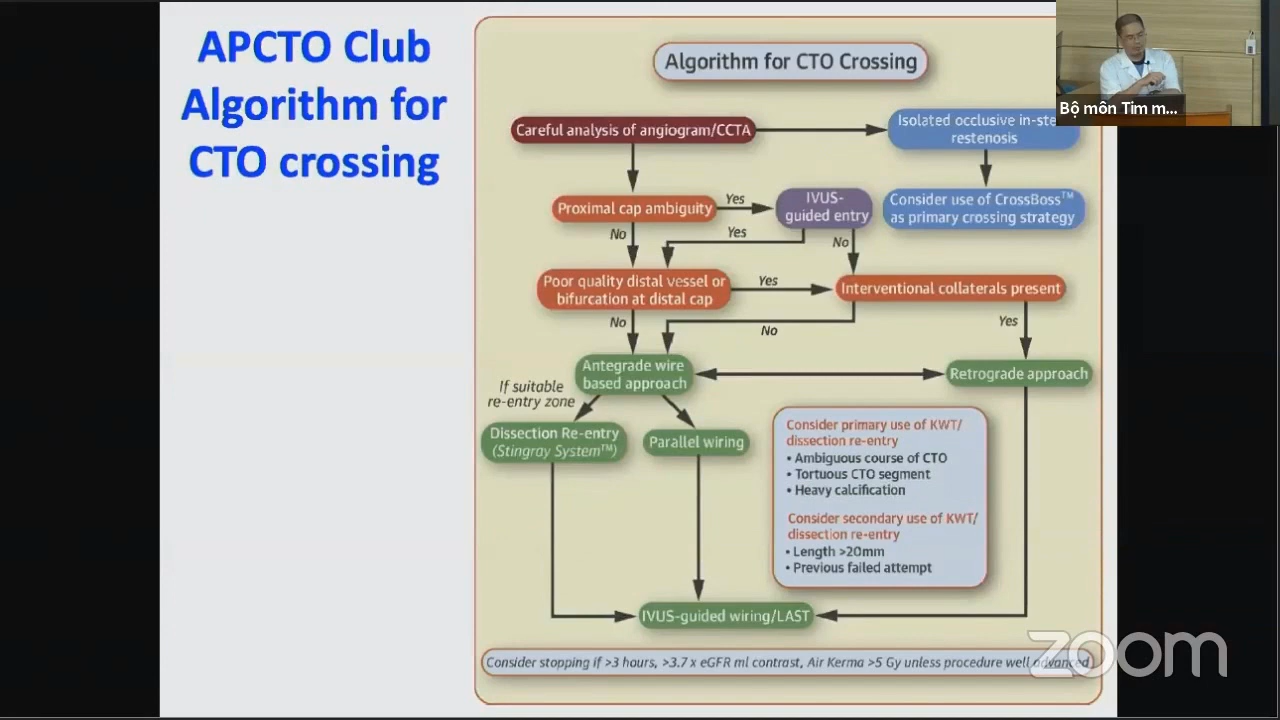 APCTO Club
Algorithm for
CTO crossing
Algorithm for CTO Crossing
Bộ môn Tim m...
Careful analysis of angiogram/CCTA
Isolated occlusive in-ste
restenosis
Proximal cap ambiguity
Yes
IVUS-
guided entry
Consider use of CrossBoss™
as primary crossing strategy
No
Yes
No
Poor quality distal vessel or
bifurcation at distal cap
Yes
Interventional collaterals present
No
No
Yes
Antegrade wire
based approach
Retrograde approach
If suitable
re-entry zone
Dissection Re-entry
(Stingray System™)
Parallel wiring
Consider primary use of KWT/
dissection re-entry
• Ambiguous course of CTO
• Tortuous CTO segment
• Heavy calcification
Consider secondary use of KWT/
dissection re-entry
• Length >20mm
• Previous failed attempt
IVUS-guided wiring/LAST
Consider stopping if >3 hours, >3.7 x eGFR ml contrast, Air Kerma >5 Gy unless procedure well advanced
zoom